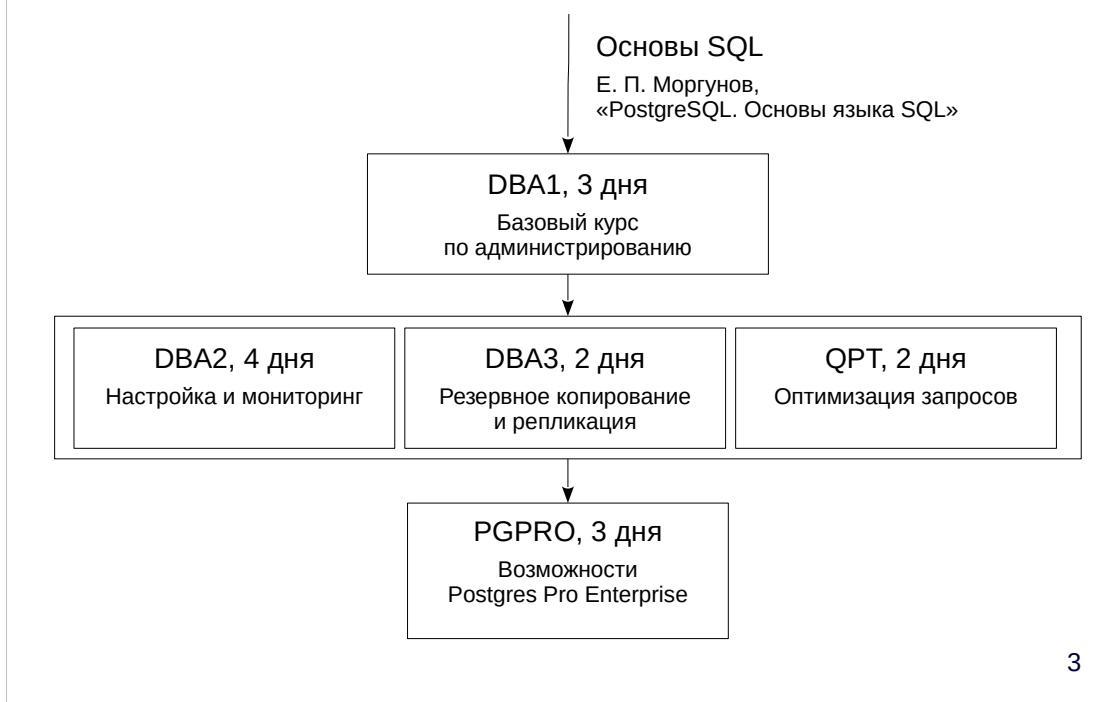 Основы SQL
Е. П. Моргунов,
«PostgreSQL. Основы языка SQL»
DBA1, 3 дня
Базовый курс
по администрированию
DBA2, 4 дня
Настройка и мониторинг
DBA3, 2 дня
Резервное копирование
и репликация
QPT, 2 дня
Оптимизация запросов
PGPRO, 3 дня
Возможности
Postgres Pro Enterprise
3